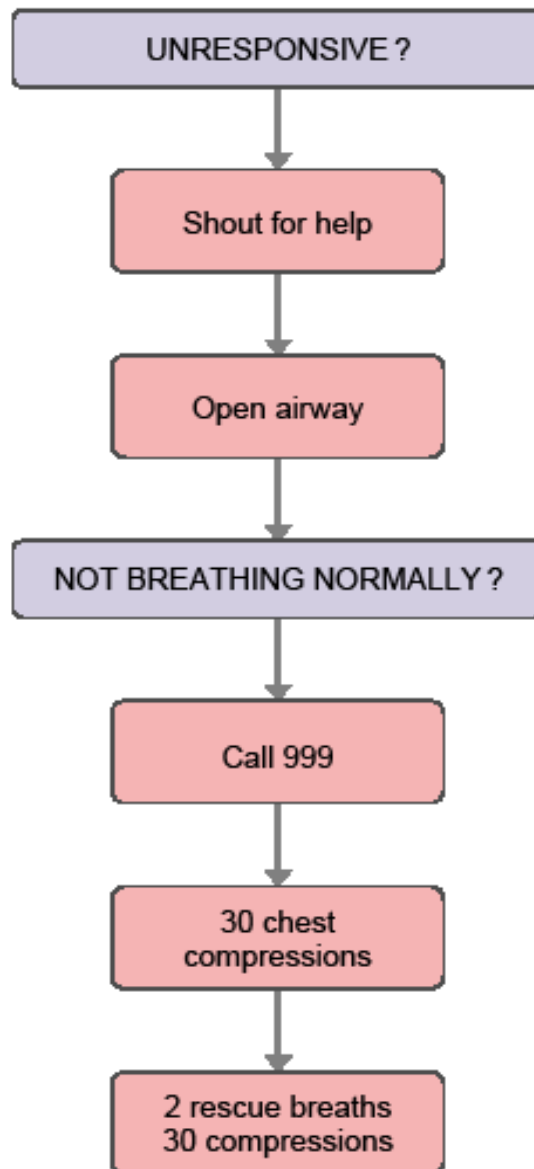 UNRESPONSIVE ?
Shout for help
Open airway
NOT BREATHING NORMALLY ?
Call 999
30 chest
compressions
2 rescue breaths
30 compressions